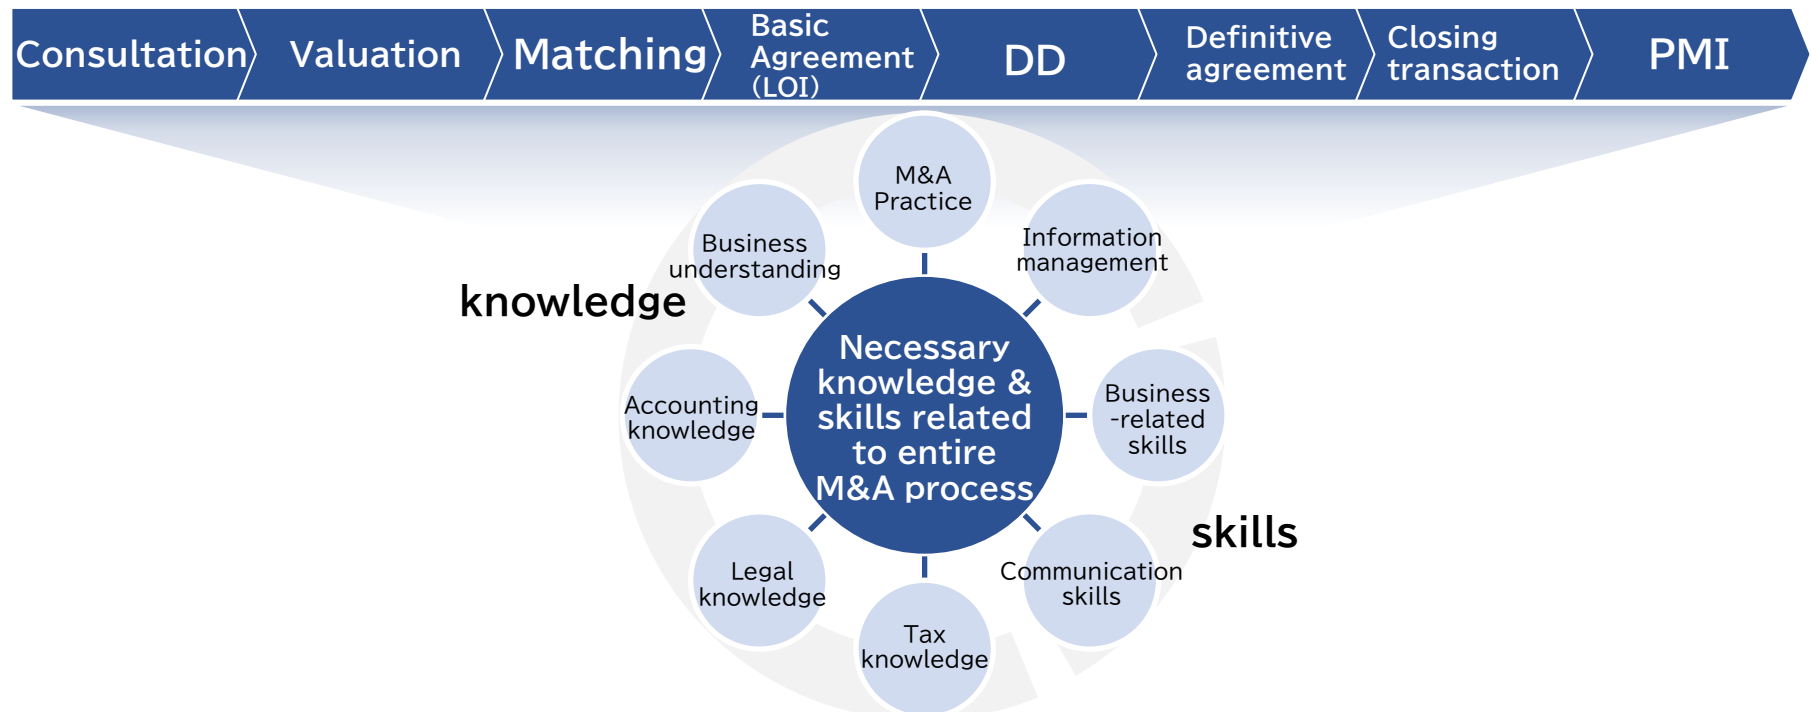 Consultation
Valuation
Matching
Basic
Agreement
(LOI)
DD
Definitive
agreement
Closing
transaction
PMI
M&A
Practice
Business
understanding
Information
management
knowledge
Necessary
knowledge &
skills related
to entire
M&A process
Accounting
knowledge
Business
-related
skills
skills
Legal
knowledge
Communication
skills
Tax
knowledge